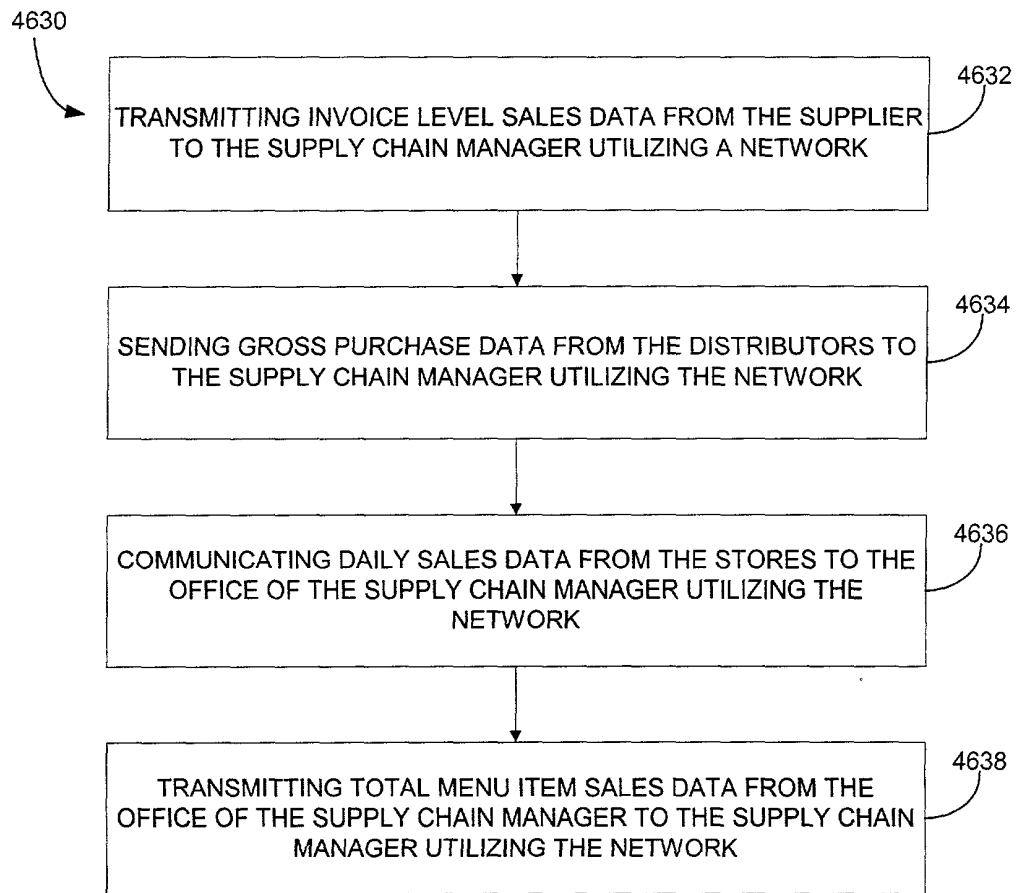 4630
4632
TRANSMITTING INVOICE LEVEL SALES DATA FROM THE SUPPLIER
TO THE SUPPLY CHAIN MANAGER UTILIZING A NETWORK
4634
SENDING GROSS PURCHASE DATA FROM THE DISTRIBUTORS TO
THE SUPPLY CHAIN MANAGER UTILIZING THE NETWORK
4636
COMMUNICATING DAILY SALES DATA FROM THE STORES TO THE
OFFICE OF THE SUPPLY CHAIN MANAGER UTILIZING THE
NETWORK
4638
TRANSMITTING TOTAL MENU ITEM SALES DATA FROM THE
OFFICE OF THE SUPPLY CHAIN MANAGER TO THE SUPPLY CHAIN
MANAGER UTILIZING THE NETWORK